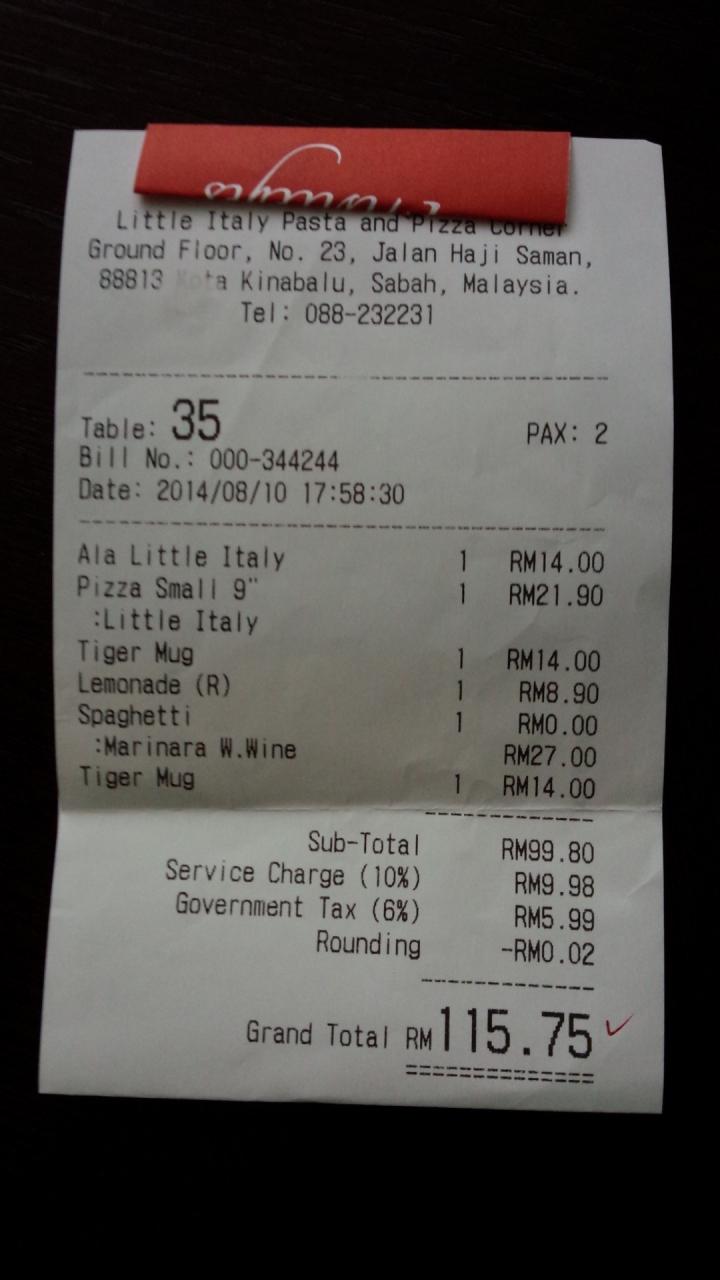 Little Italy Pasta and Pizza Corner
Ground Floor, No. 23, Jalan Haji Saman,
88813 Kota Kinabalu, Sabah, Malaysia.
Tel: 088-232231
Table: 35 PAX: 2
Bill No.: 000-344244
Date: 2014/08/10 17:58:30
Ala Little Italy 1 RM14.00
Pizza Small 9" 1 RM21.90
:Little Italy
Tiger Mug 1 RM14.00
Lemonade (R) 1 RM8.90
Spaghetti 1 RM0.00
:Marinara W.Wine RM27.00
Tiger Mug 1 RM14.00
Sub-Total RM99.80
Service Charge (10%) RM9.98
Government Tax (6%) RM5.99
Rounding -RM0.02
Grand Total RM115.75